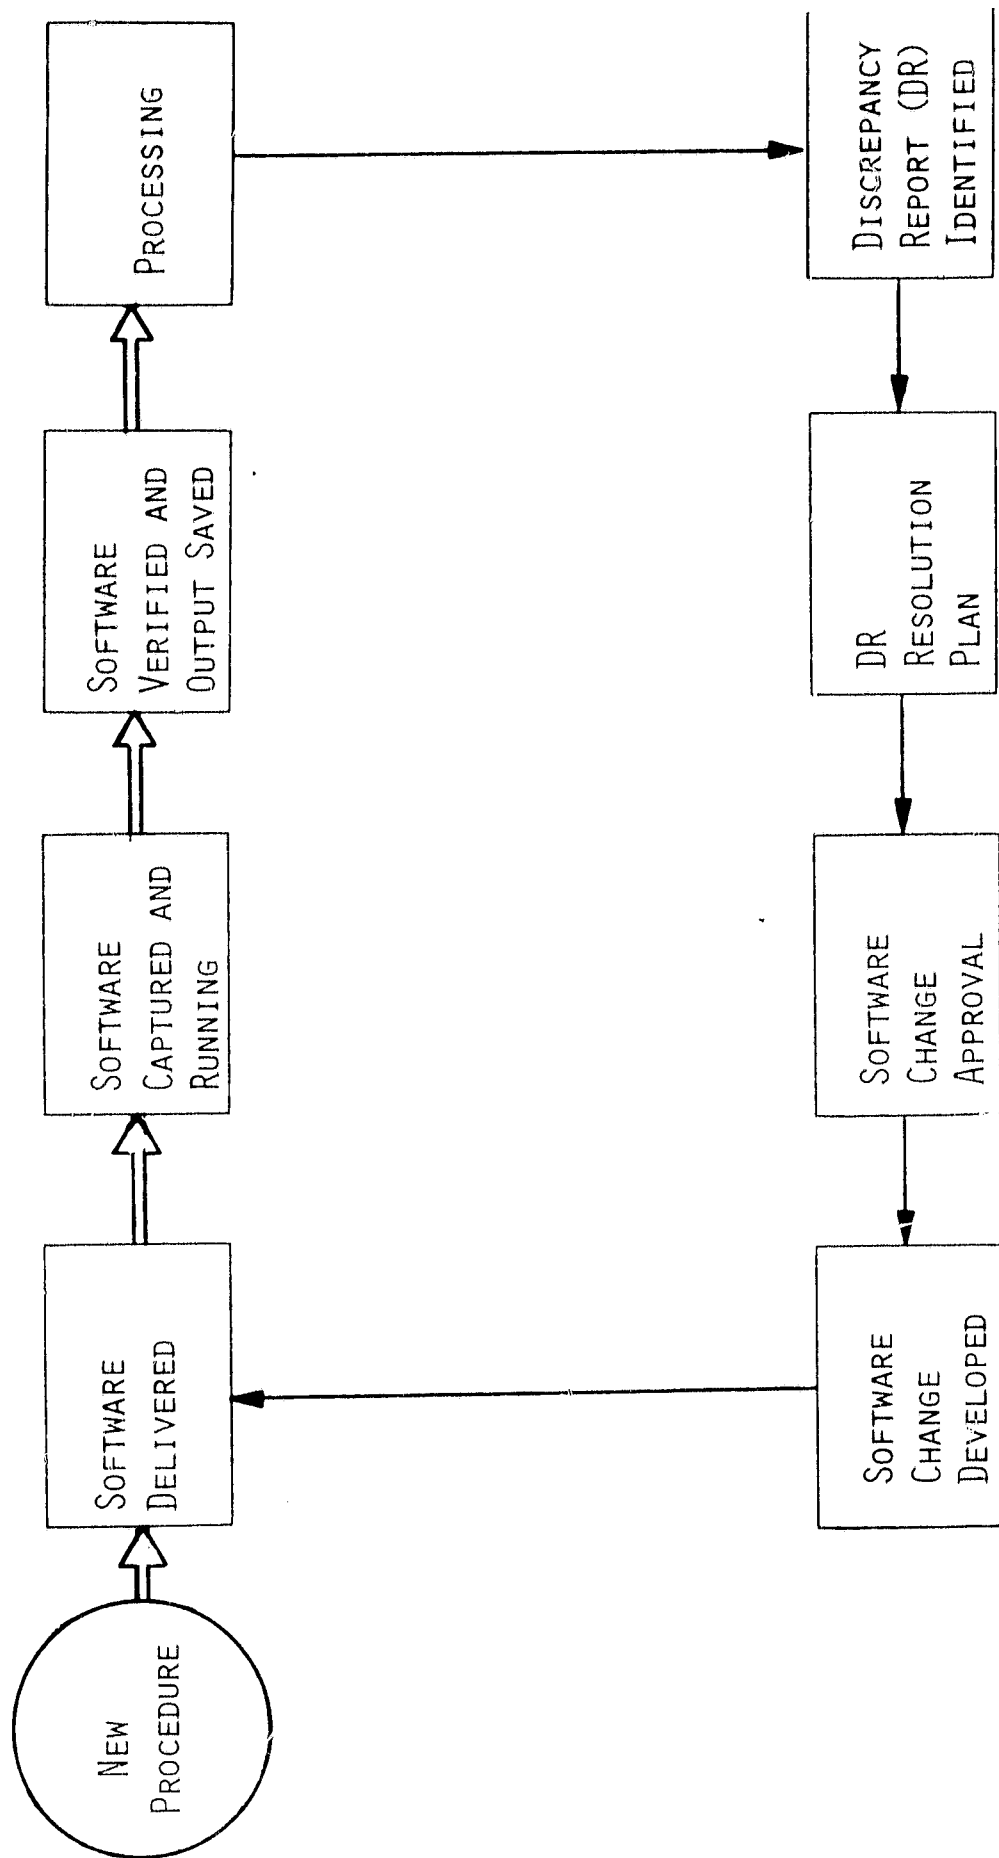 NEW
PROCEDURE
SOFTWARE
DELIVERED
SOFTWARE
CAPTURED AND
RUNNING
SOFTWARE
VERIFIED AND
OUTPUT SAVED
PROCESSING
DISCREPANCY
REPORT (DR)
IDENTIFIED
DR
RESOLUTION
PLAN
SOFTWARE
CHANGE
APPROVAL
SOFTWARE
CHANGE
DEVELOPED